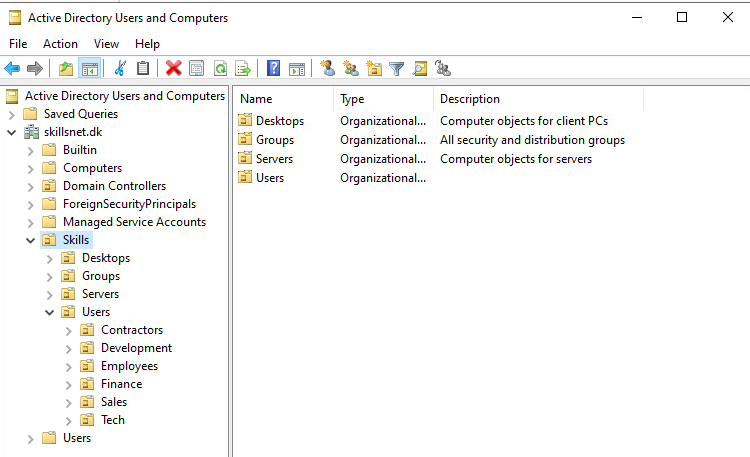 Active Directory Users and Computers
File Action View Help
Active Directory Users and Computers
Saved Queries
skillsnet.dk
Builtin
Computers
Domain Controllers
ForeignSecurityPrincipals
Managed Service Accounts
Skills
Desktops
Groups
Servers
Users
Contractors
Development
Employees
Finance
Sales
Tech
Users
Name Type Description
Desktops Organizational... Computer objects for client PCs
Groups Organizational... All security and distribution groups
Servers Organizational... Computer objects for servers
Users Organizational...